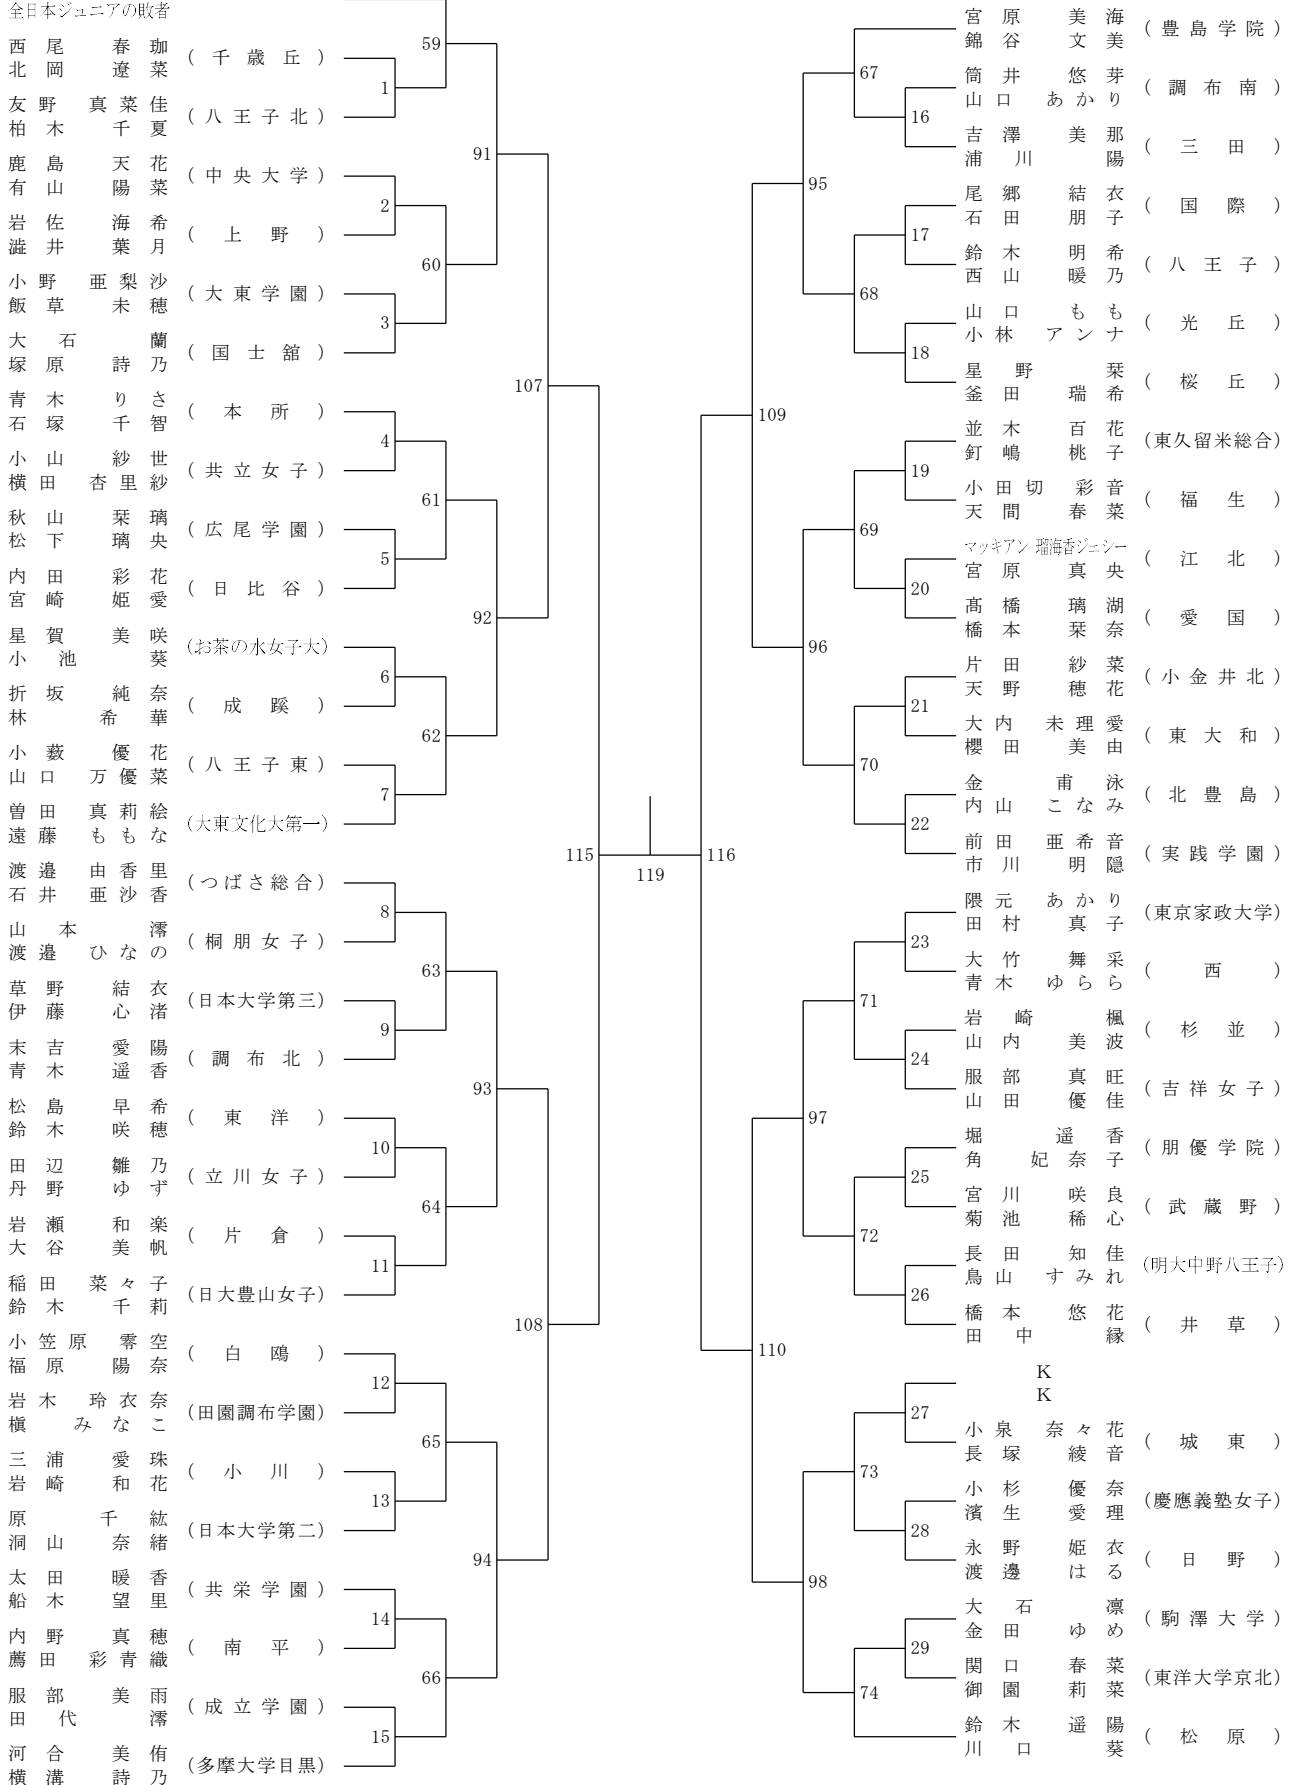 全日本ジュニアの敗者
西尾 春珈
北岡 遼菜
(千歳丘)
友野 真菜佳
柏木 千夏
(八王子北)
鹿島 天花
有山 陽菜
(中央大学)
岩佐 海希
澁井 葉月
(上野)
小野 亜梨沙
飯草 未穂
(大東学園)
大石 蘭
塚原 詩乃
(国士舘)
青木 りさ
石塚 千智
(本所)
小山 紗世
横田 杏里紗
(共立女子)
秋山 栞璃
松下 璃央
(広尾学園)
内田 彩花
宮崎 姫愛
(日比谷)
星賀 美咲
小池 葵
(お茶の水女子大)
折坂 純奈
林 希華
(成蹊)
小薮 優花
山口 万優菜
(八王子東)
曽田 真莉絵
遠藤 ももな
(大東文化大第一)
渡邉 由香里
石井 亜沙香
(つばさ総合)
山本 澪
渡邉 ひなの
(桐朋女子)
草野 結衣
伊藤 心渚
(日本大学第三)
末吉 愛陽
青木 遥香
(調布北)
松島 早希
鈴木 咲穂
(東洋)
田辺 雛乃
丹野 ゆず
(立川女子)
岩瀬 和楽
大谷 美帆
(片倉)
稲田 菜々子
鈴木 千莉
(日大豊山女子)
小笠原 零空
福原 陽奈
(白鴎)
岩木 玲衣奈
槇 みなこ
(田園調布学園)
三浦 愛珠
岩崎 和花
(小川)
原 千紘
洞山 奈緒
(日本大学第二)
太田 暖香
船木 望里
(共栄学園)
内野 真穂
薦田 彩青織
(南平)
服部 美雨
田代 澪
(成立学園)
河合 美侑
横溝 詩乃
(多摩大学目黒)
1
2
3
4
5
6
7
8
9
10
11
12
13
14
15
59
60
61
62
63
64
65
66
91
92
93
94
107
108
115
119
116
109
110
95
96
97
98
67
68
69
70
71
72
73
74
16
17
18
19
20
21
22
23
24
25
26
27
28
29
宮原 美海
錦谷 文美
(豊島学院)
筒井 悠芽
山口 あかり
(調布南)
吉澤 美那
浦川 陽
(三田)
尾郷 結衣
石田 朋子
(国際)
鈴木 明希
西山 暖乃
(八王子)
山口 もも
小林 アンナ
(光丘)
星野 栞
釜田 瑞希
(桜丘)
並木 百花
釘嶋 桃子
(東久留米総合)
小田切 彩音
天間 春菜
(福生)
マッキアン 瑠海香ジェシー
宮原 真央
(江北)
髙橋 璃湖
橋本 栞奈
(愛国)
片田 紗菜
天野 穂花
(小金井北)
大内 未理愛
櫻田 美由
(東大和)
金 甫泳
内山 こなみ
(北豊島)
前田 亜希音
市川 明隠
(実践学園)
隈元 あかり
田村 真子
(東京家政大学)
大竹 舞采
青木 ゆらら
(西)
岩崎 楓
山内 美波
(杉並)
服部 真旺
山田 優佳
(吉祥女子)
堀 遥香
角 妃奈子
(朋優学院)
宮川 咲良
菊池 稀心
(武蔵野)
長田 知佳
鳥山 すみれ
(明大中野八王子)
橋本 悠花
田中 縁
(井草)
K
K
小泉 奈々花
長塚 綾音
(城東)
小杉 優奈
濱生 愛理
(慶應義塾女子)
永野 姫衣
渡邊 はる
(日野)
大石 凛
金田 ゆめ
(駒澤大学)
関口 春菜
御園 莉菜
(東洋大学京北)
鈴木 遥陽
川口 葵
(松原)